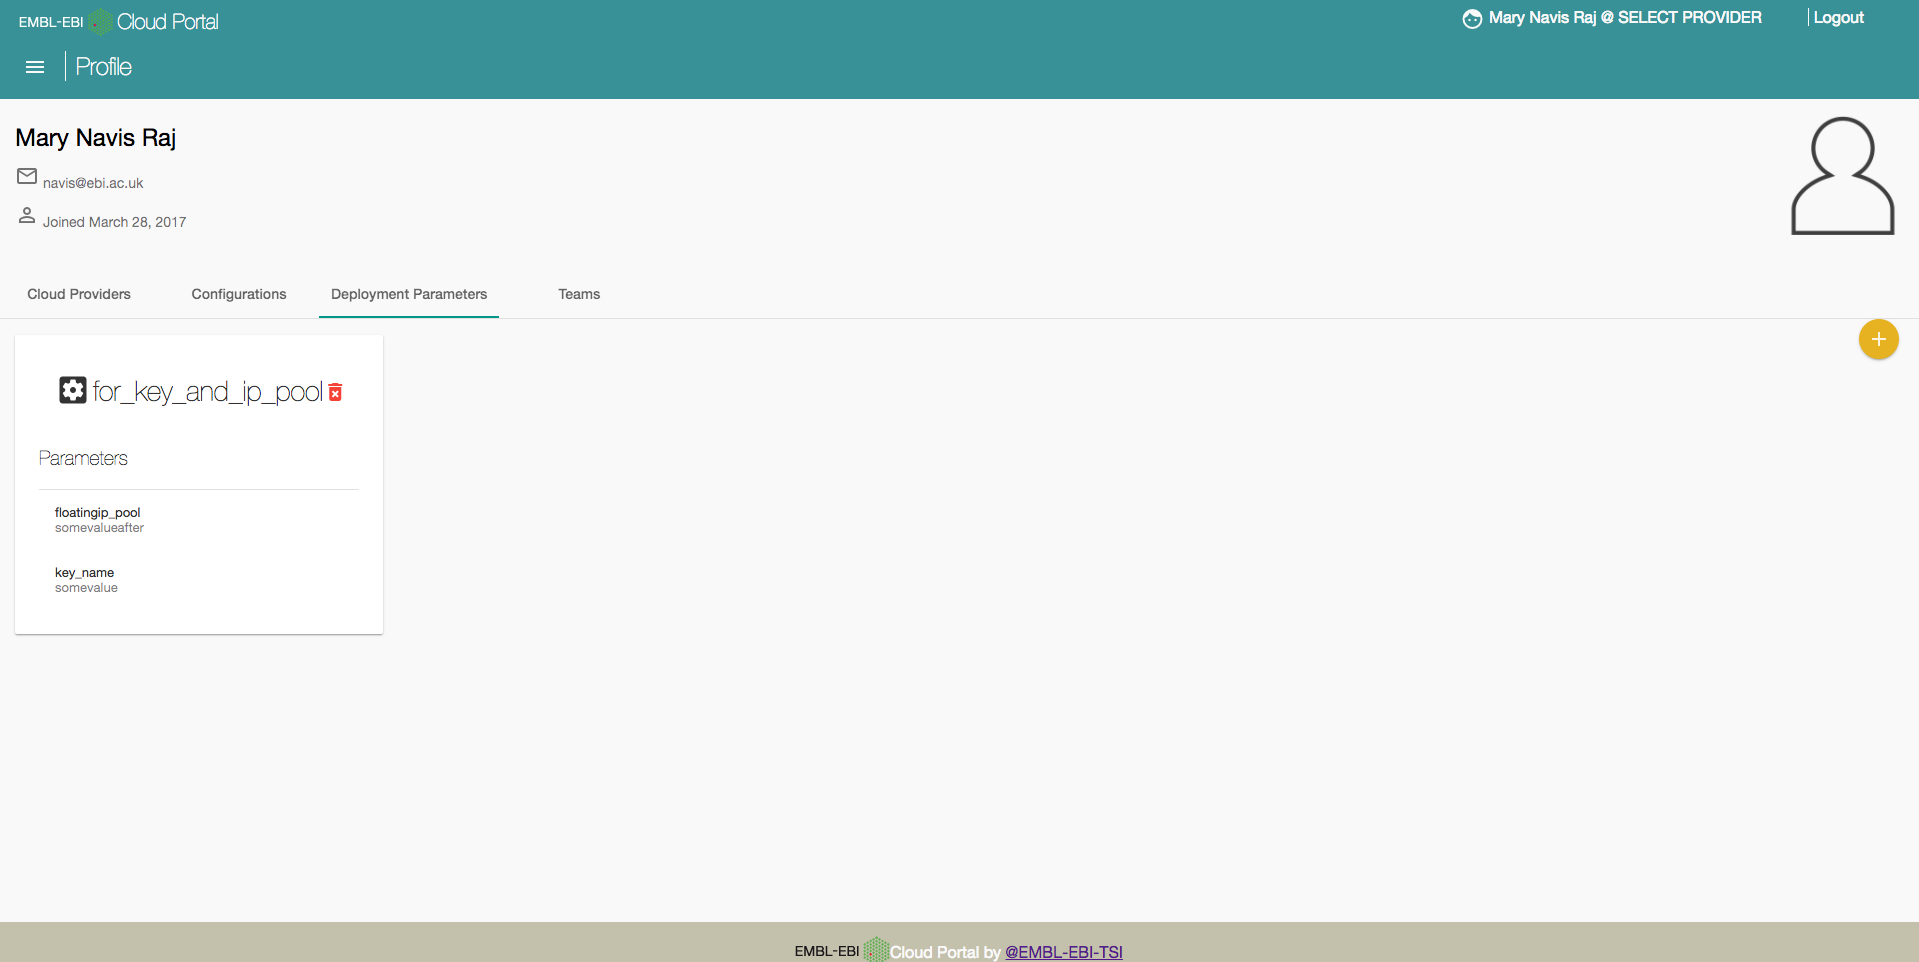 EMBL-EBI Cloud Portal
Mary Navis Raj @ SELECT PROVIDER
Logout
Profile
Mary Navis Raj
navis@ebi.ac.uk
Joined March 28, 2017
Cloud Providers
Configurations
Deployment Parameters
Teams
for_key_and_ip_pool
Parameters
floatingip_pool
somevalueafter
key_name
somevalue
EMBL-EBI Cloud Portal by @EMBL-EBI-TSI